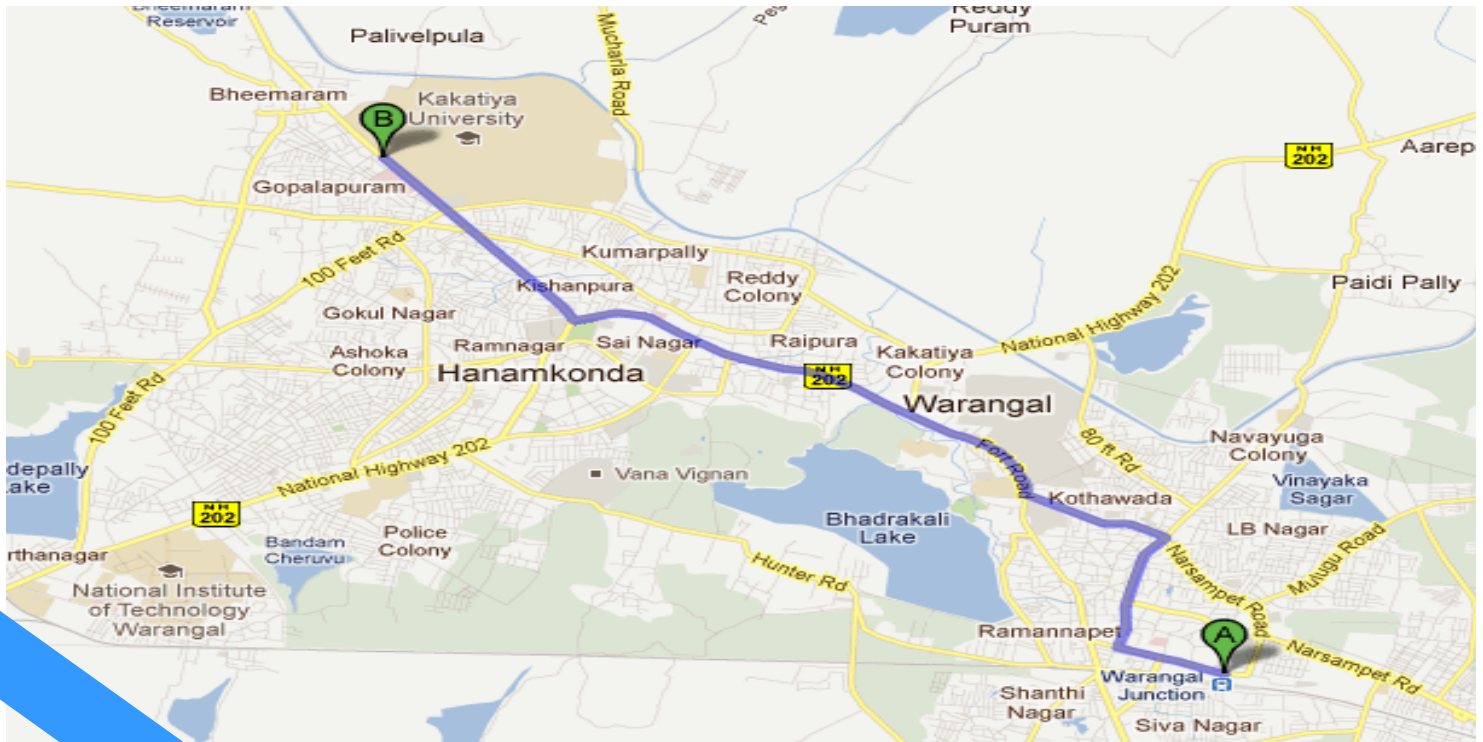 Reservoir
Palivelpula
Mucharla Road
Reddy
Puram
Bheemaram
Kakatiya
University
B
NH
202
Gopalapuram
100 Feet Rd
Kumarpally
Reddy
Colony
Kishanpura
National Highway 202
Paidi Pally
Gokul Nagar
Ashoka
Colony
Ramnagar
Sai Nagar
Raipura
Kakatiya
Colony
Hanamkonda
NH
202
Warangal
100 Feet Rd
National Highway 202
Fort Road
80 ft Rd
Navayuga
Colony
Vana Vignan
Vinayaka
Sagar
Kothawada
NH
202
Bhadrakali
Lake
LB Nagar
Police
Colony
Bandam
Cheruvu
Hunter Rd
Narsampet Road
Mulugu Road
National Institute
of Technology
Warangal
Ramannapet
A
Narsampet Rd
Warangal
Junction
Shanthi
Nagar
Siva Nagar